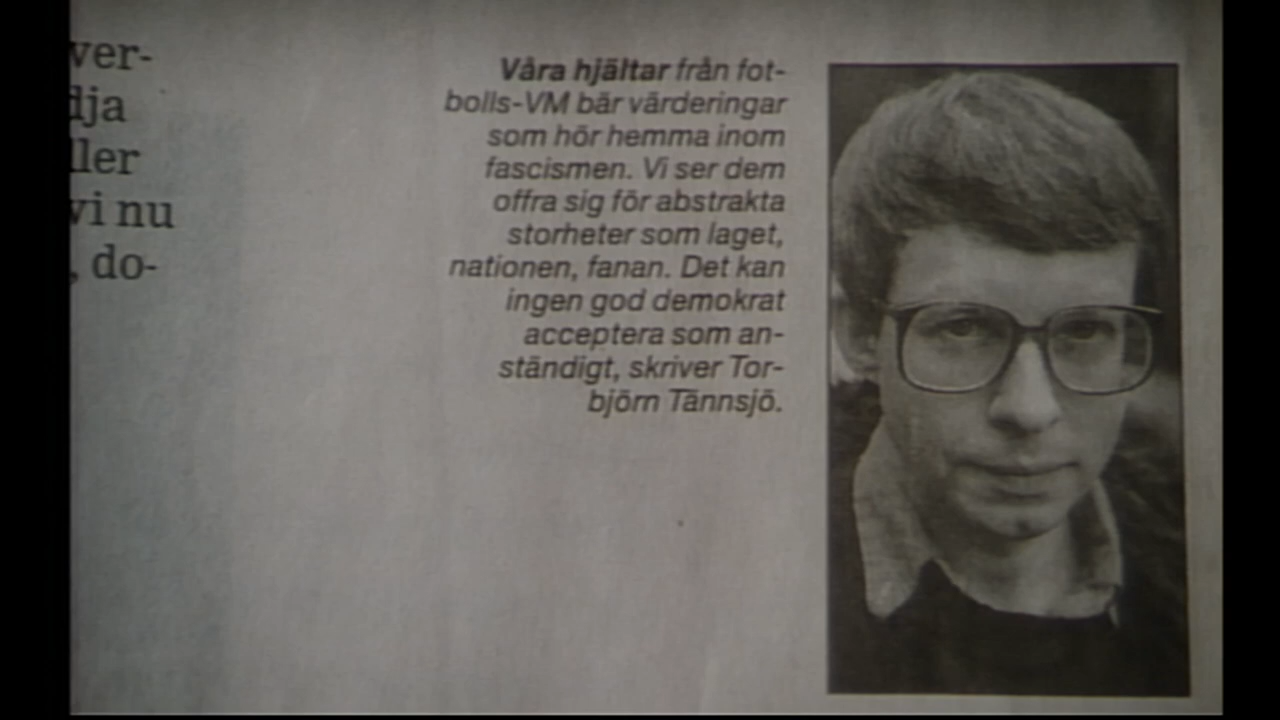 ver-
dja
ller
vi nu
, do-
Våra hjältar från fot-
bolls-VM bär värderingar
som hör hemma inom
fascismen. Vi ser dem
offra sig för abstrakta
storheter som laget,
nationen, fanan. Det kan
ingen god demokrat
acceptera som an-
ständigt, skriver Tor-
björn Tännsjö.